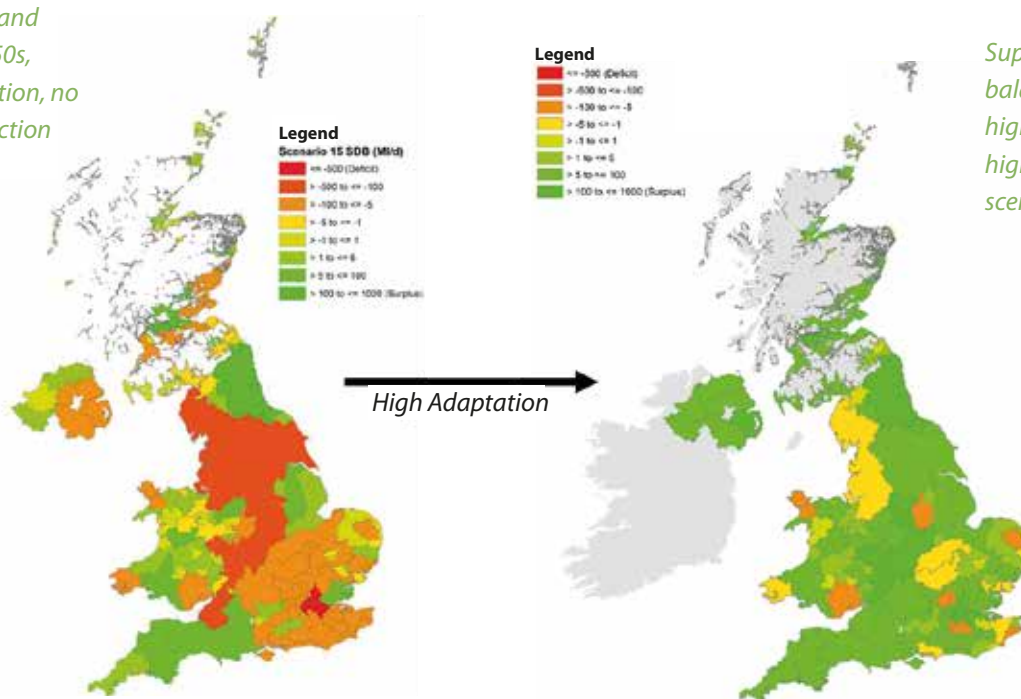 and
50s,
tion, no
ction
Legend
Scenario 15 SDB (Ml/d)
<= -500 (Deficit)
> -500 to <= -100
> -100 to <= -5
> -5 to <= -1
> -1 to <= 1
> 1 to <= 5
> 5 to <= 100
> 100 to <= 1000 (Surplus)
High Adaptation
Legend
<= -500 (Deficit)
> -500 to <= -100
> -100 to <= -5
> -5 to <= -1
> -1 to <= 1
> 1 to <= 5
> 5 to <= 100
> 100 to <= 1000 (Surplus)
Sup
bala
high
high
scen